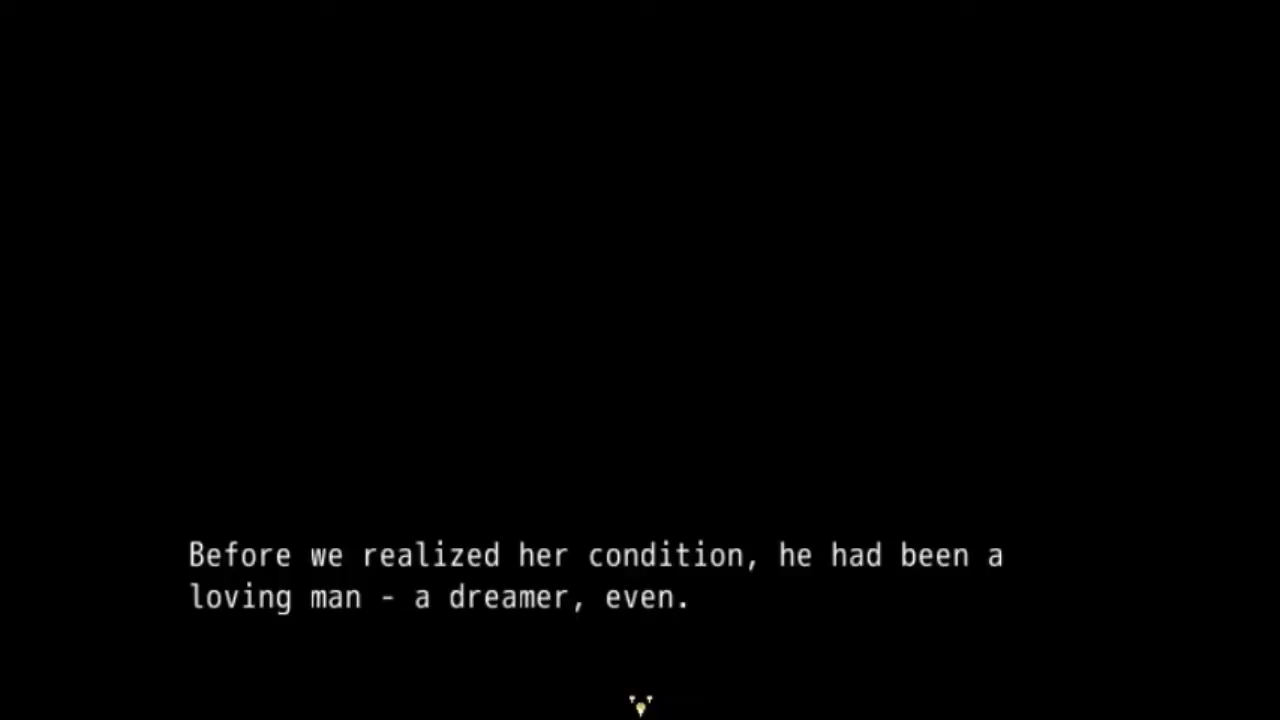 Before we realized her condition, he had been a
loving man - a dreamer, even.